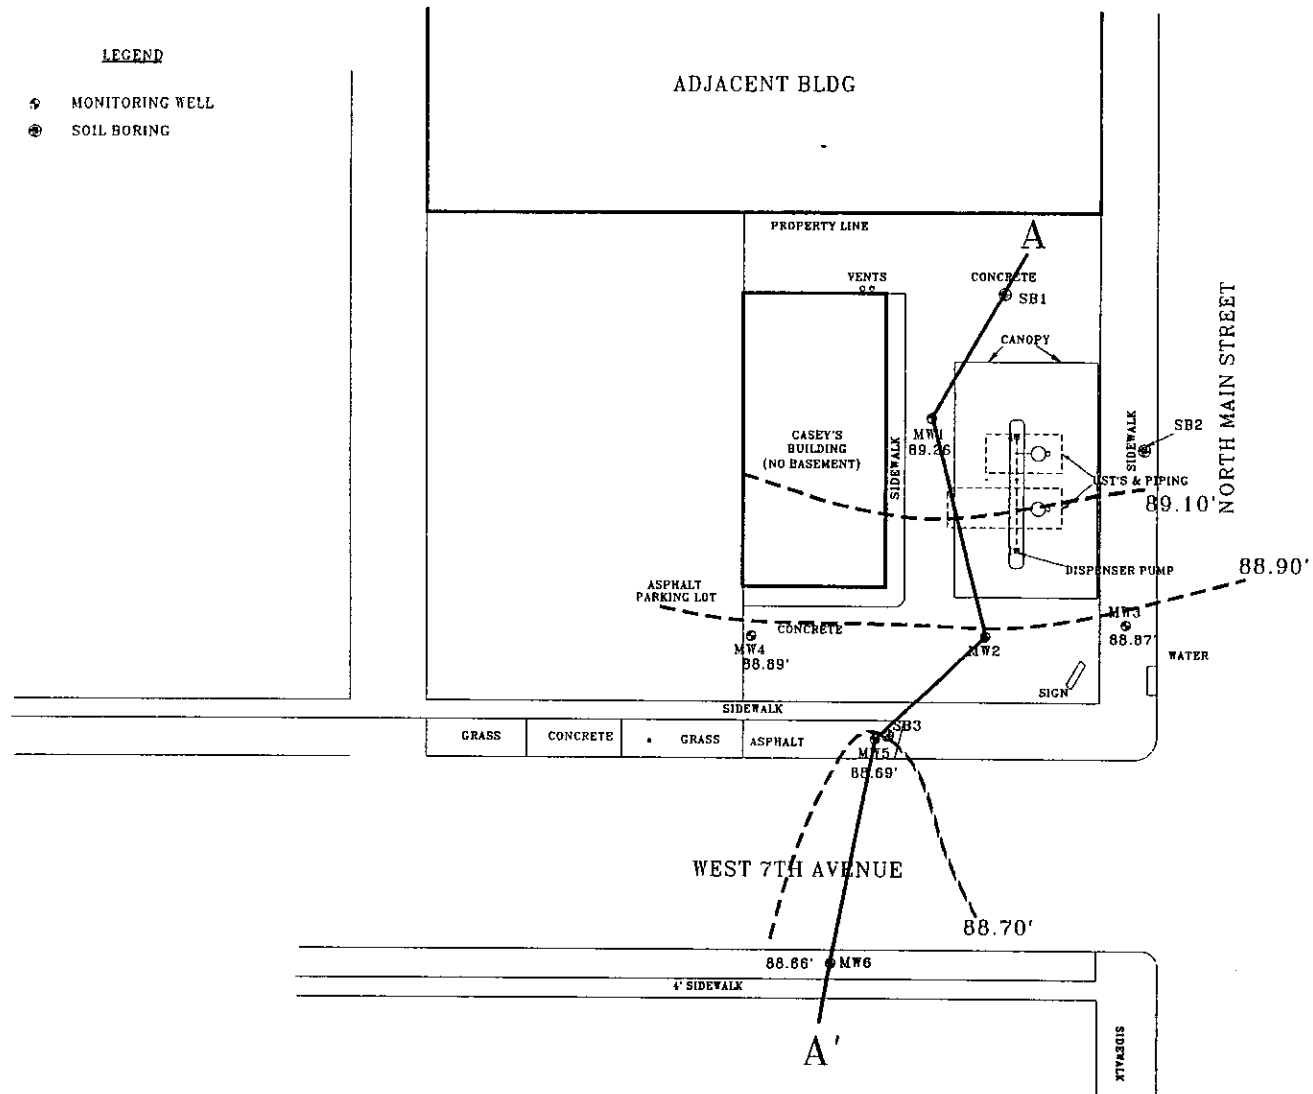 LEGEND
MONITORING WELL
SOIL BORING
ADJACENT BLDG
PROPERTY LINE
A
VENTS
CONCRETE
SB1
CANOPY
NORTH MAIN STREET
SIDEWALK
SB2
MW1
89.26
CASEY'S
BUILDING
(NO BASEMENT)
SIDEWALK
UST'S & PIPING
89.10'
DISPENSER PUMP
88.90'
ASPHALT
PARKING LOT
CONCRETE
MW3
88.87'
MW4
88.89'
MW2
WATER
SIGN
SIDEWALK
GRASS
CONCRETE
GRASS
ASPHALT
SB3
MW5
88.69'
WEST 7TH AVENUE
88.70'
88.66'
MW6
4' SIDEWALK
A'
SIDEWALK